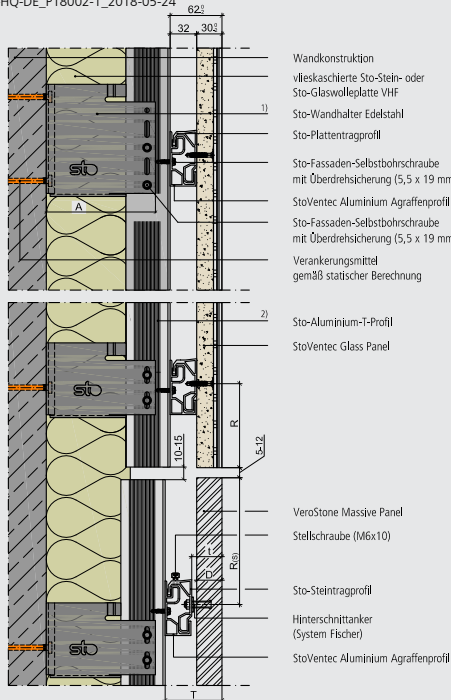 HQ-DE_P18002-1_2018-05-24
62
32
30
Wandkonstruktion
vlieskaschierte Sto-Stein- oder
Sto-Glaswolleplatte VHF
1)
Sto-Wandhalter Edelstahl
Sto-Plattentragprofil
Sto-Fassaden-Selbstbohrschraube
mit Überdrehsicherung (5,5 x 19 mm
sto
StoVentec Aluminium Agraffenprofil
A
Sto-Fassaden-Selbstbohrschraube
mit Überdrehsicherung (5,5 x 19 mm
Verankerungsmittel
gemäß statischer Berechnung
2)
Sto-Aluminium-T-Profil
StoVentec Glass Panel
sto
R
10-15
5-12
VeroStone Massive Panel
Stellschraube (M6x10)
t
R(S)
D
Sto-Steintragprofil
Hinterschnittanker
(System Fischer)
sto
StoVentec Aluminium Agraffenprofil
T